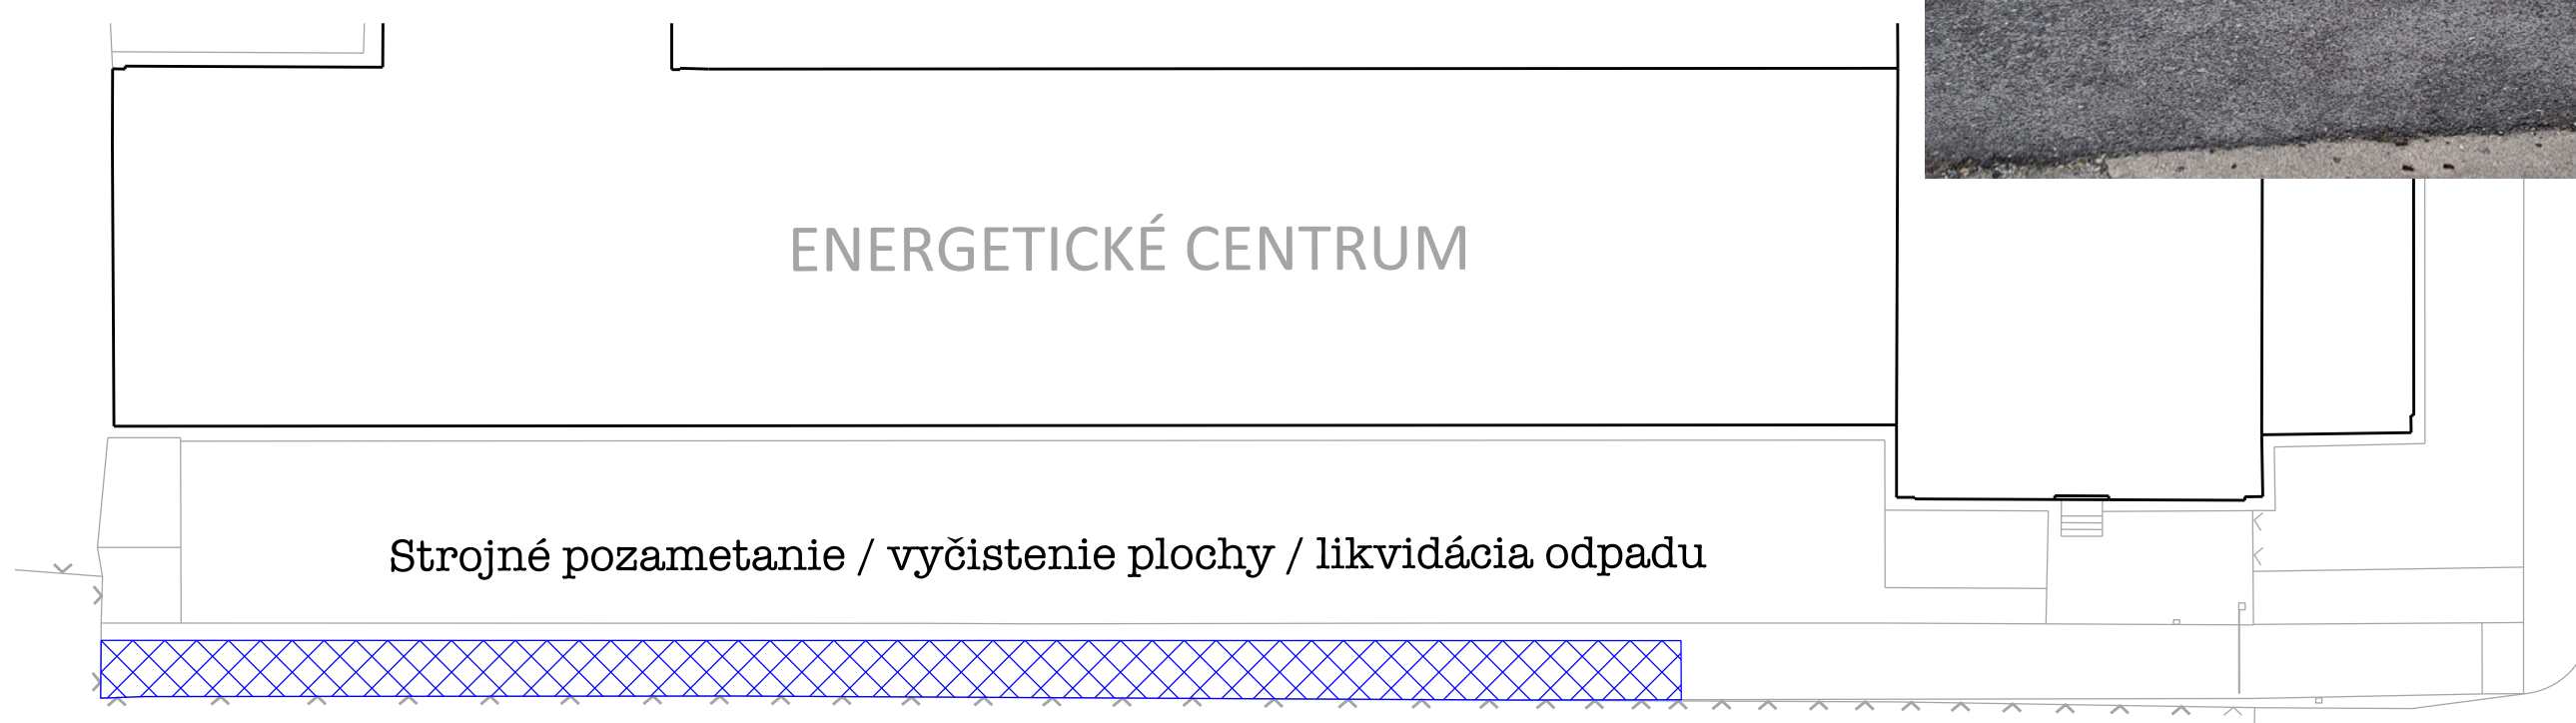 ENERGETICKÉ CENTRUM
Strojné pozametanie / vyčistenie plochy / likvidácia odpadu